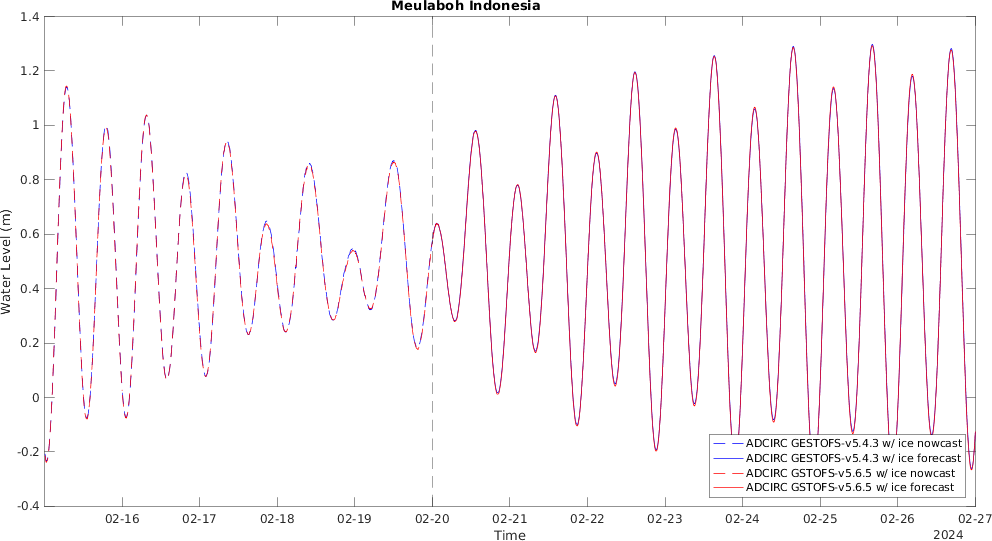 Meulaboh Indonesia
1.4
1.2
1
0.8
0.6
0.4
0.2
0
-0.2
-0.4
Water Level (m)
ADCIRC GESTOFS-v5.4.3 w/ ice nowcast
ADCIRC GESTOFS-v5.4.3 w/ ice forecast
ADCIRC GSTOFS-v5.6.5 w/ ice nowcast
ADCIRC GSTOFS-v5.6.5 w/ ice forecast
02-16 02-17 02-18 02-19 02-20 02-21 02-22 02-23 02-24 02-25 02-26 02-27
Time
2024